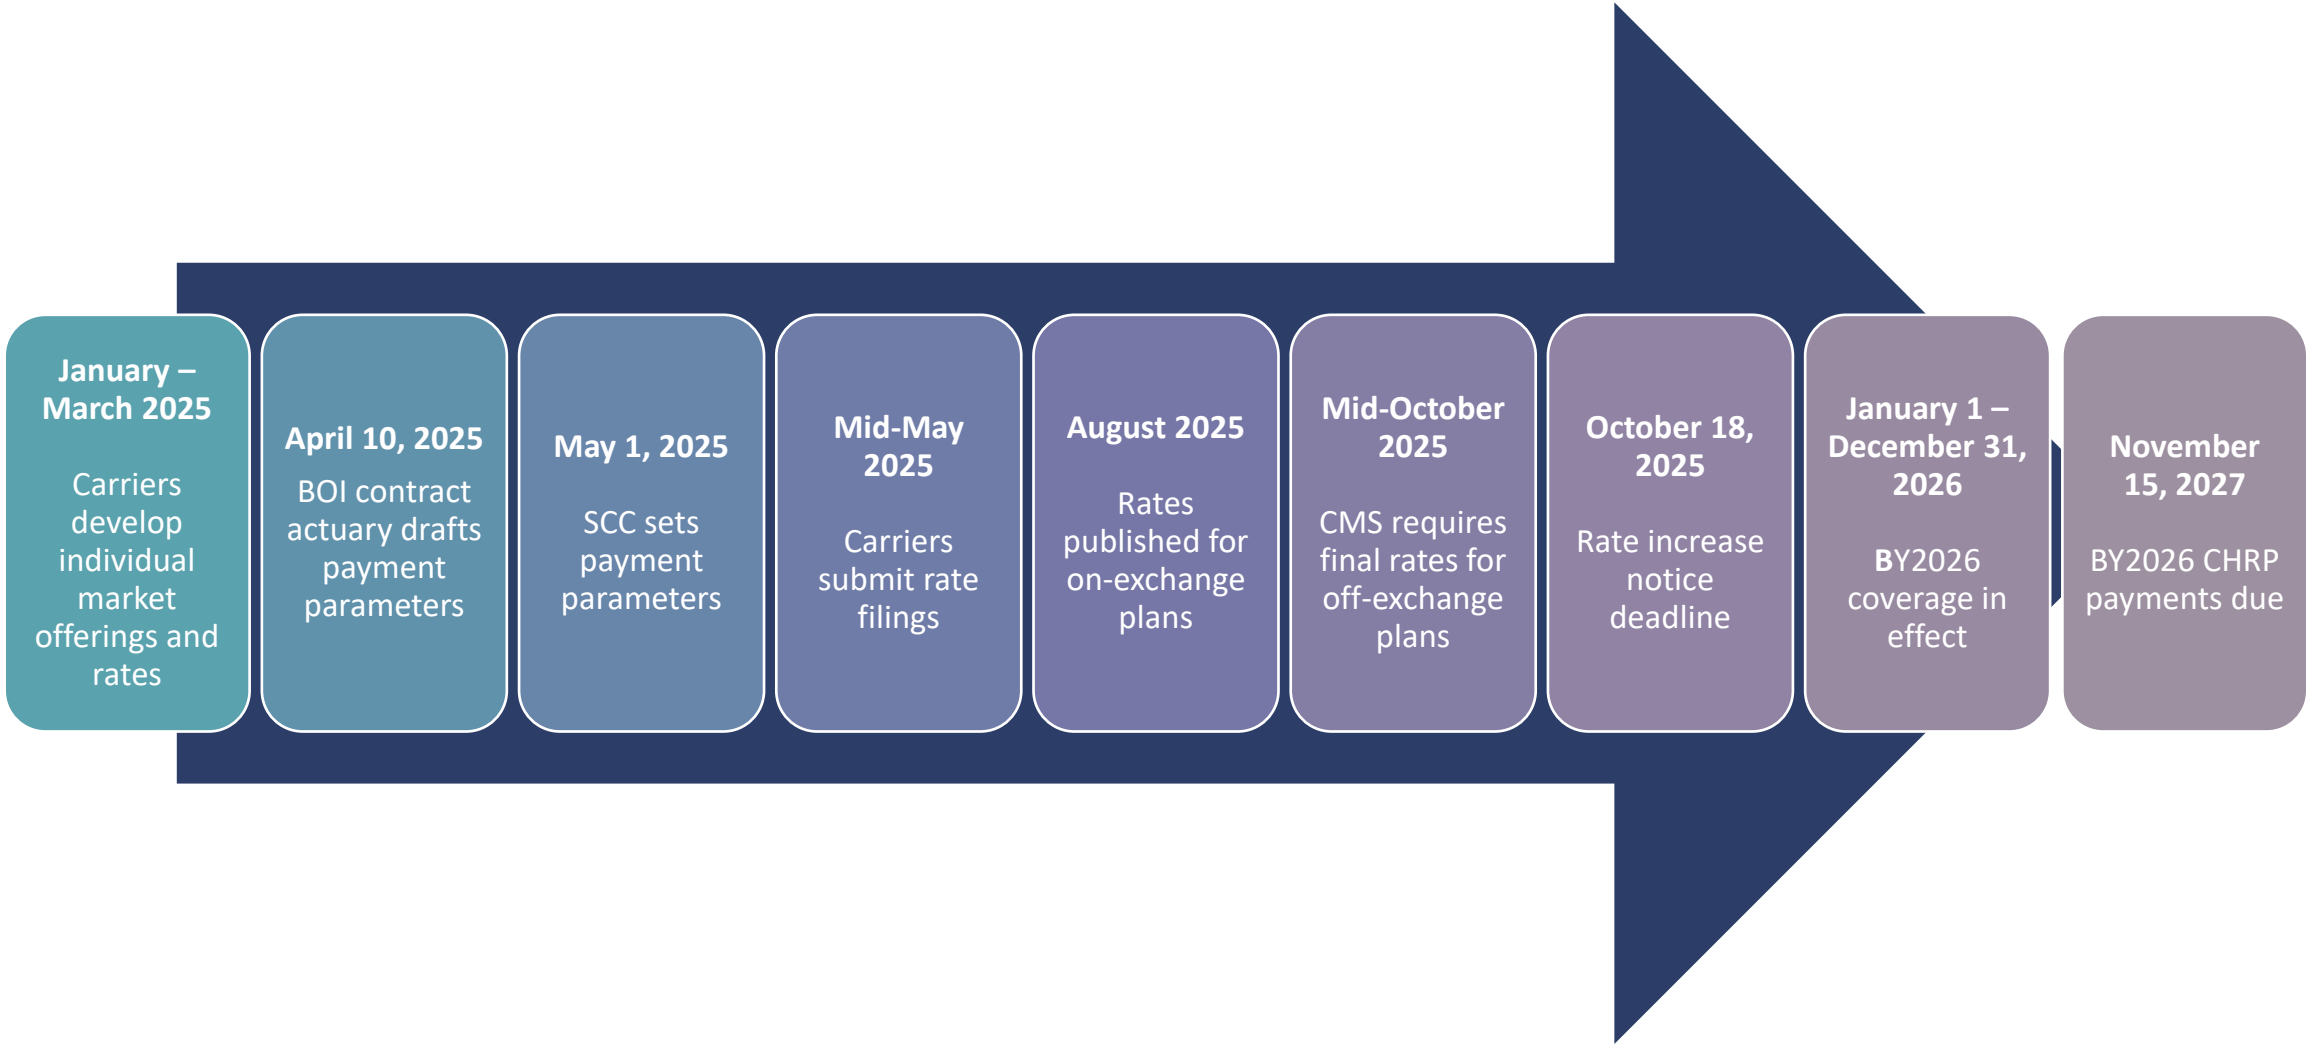 January –
March 2025
Carriers
develop
individual
market
offerings and
rates
April 10, 2025
BOI contract
actuary drafts
payment
parameters
May 1, 2025
SCC sets
payment
parameters
Mid-May
2025
Carriers
submit rate
filings
August 2025
Rates
published for
on-exchange
plans
Mid-October
2025
CMS requires
final rates for
off-exchange
plans
October 18,
2025
Rate increase
notice
deadline
January 1 –
December 31,
2026
BY2026
coverage in
effect
November
15, 2027
BY2026 CHRP
payments due